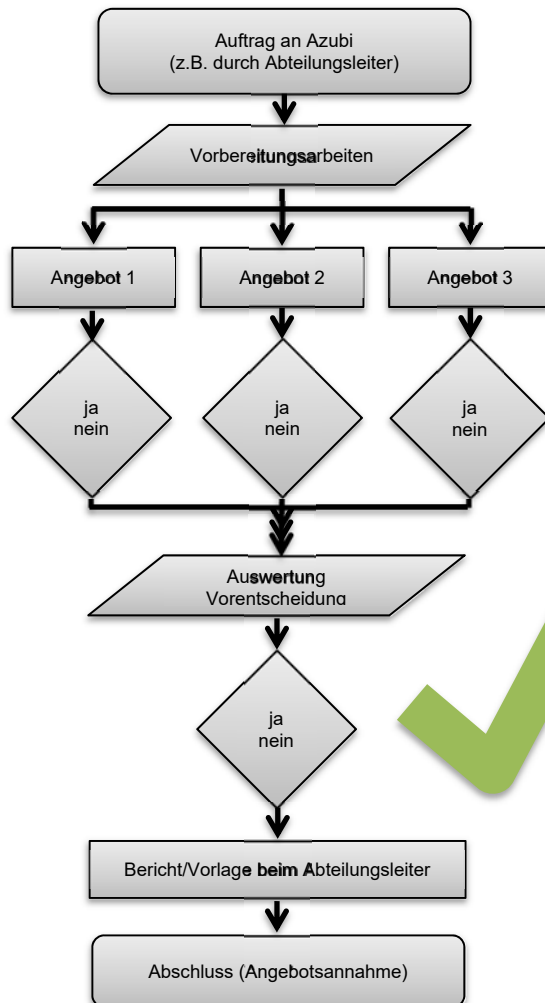 Auftrag an Azubi
(z.B. durch Abteilungsleiter)
Vorbereitungsarbeiten
Angebot 1
Angebot 2
Angebot 3
ja
nein
ja
nein
ja
nein
Auswertung
Vorentscheidung
ja
nein
Bericht/Vorlage beim Abteilungsleiter
Abschluss (Angebotsannahme)